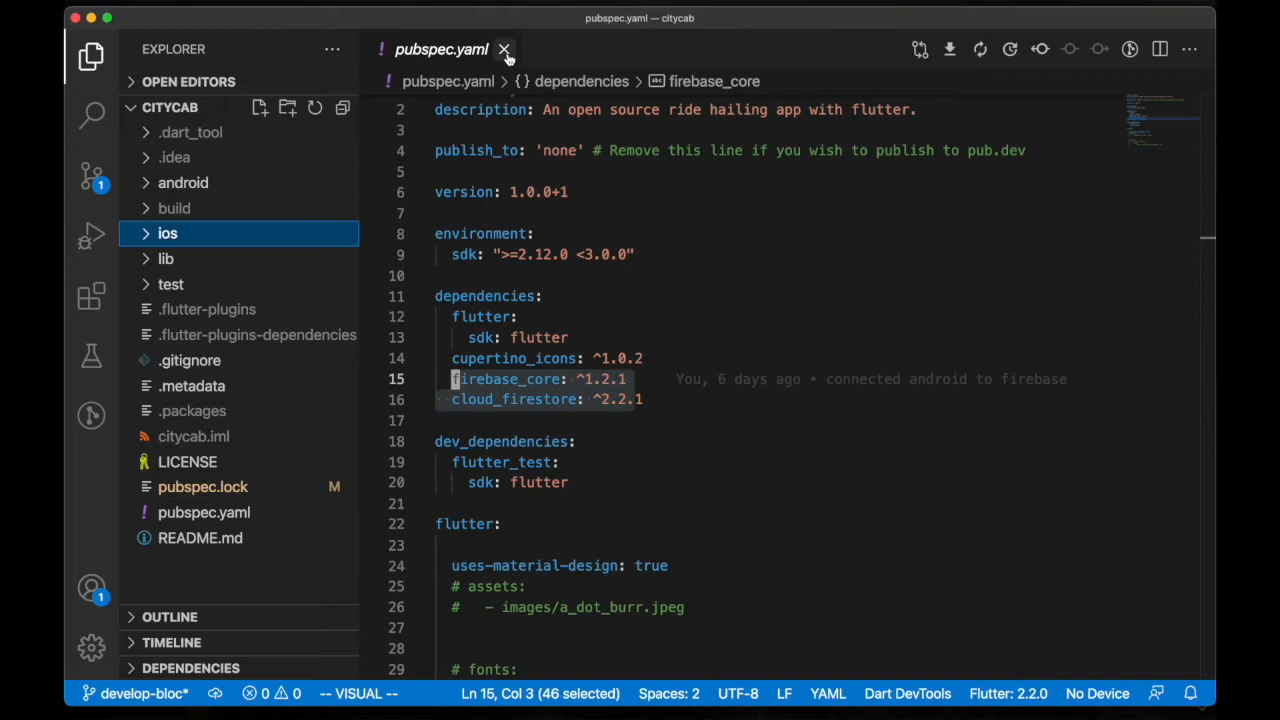 pubspec.yaml — citycab
EXPLORER
OPEN EDITORS
CITYCAB
.dart_tool
.idea
android
build
ios
lib
test
.flutter-plugins
.flutter-plugins-dependencies
.gitignore
.metadata
.packages
citycab.iml
LICENSE
pubspec.lock M
pubspec.yaml
README.md
OUTLINE
TIMELINE
DEPENDENCIES
1
1
! pubspec.yaml
! pubspec.yaml > {} dependencies > abc firebase_core
2 description: An open source ride hailing app with flutter.
3
4 publish_to: 'none' # Remove this line if you wish to publish to pub.dev
5
6 version: 1.0.0+1
7
8 environment:
9 sdk: ">=2.12.0 <3.0.0"
10
11 dependencies:
12 flutter:
13 sdk: flutter
14 cupertino_icons: ^1.0.2
15 firebase_core: ^1.2.1 You, 6 days ago • connected android to firebase
16 cloud_firestore: ^2.2.1
17
18 dev_dependencies:
19 flutter_test:
20 sdk: flutter
21
22 flutter:
23
24 uses-material-design: true
25 # assets:
26 # - images/a_dot_burr.jpeg
27
28
29 # fonts:
develop-bloc* 0 0 -- VISUAL -- Ln 15, Col 3 (46 selected) Spaces: 2 UTF-8 LF YAML Dart DevTools Flutter: 2.2.0 No Device